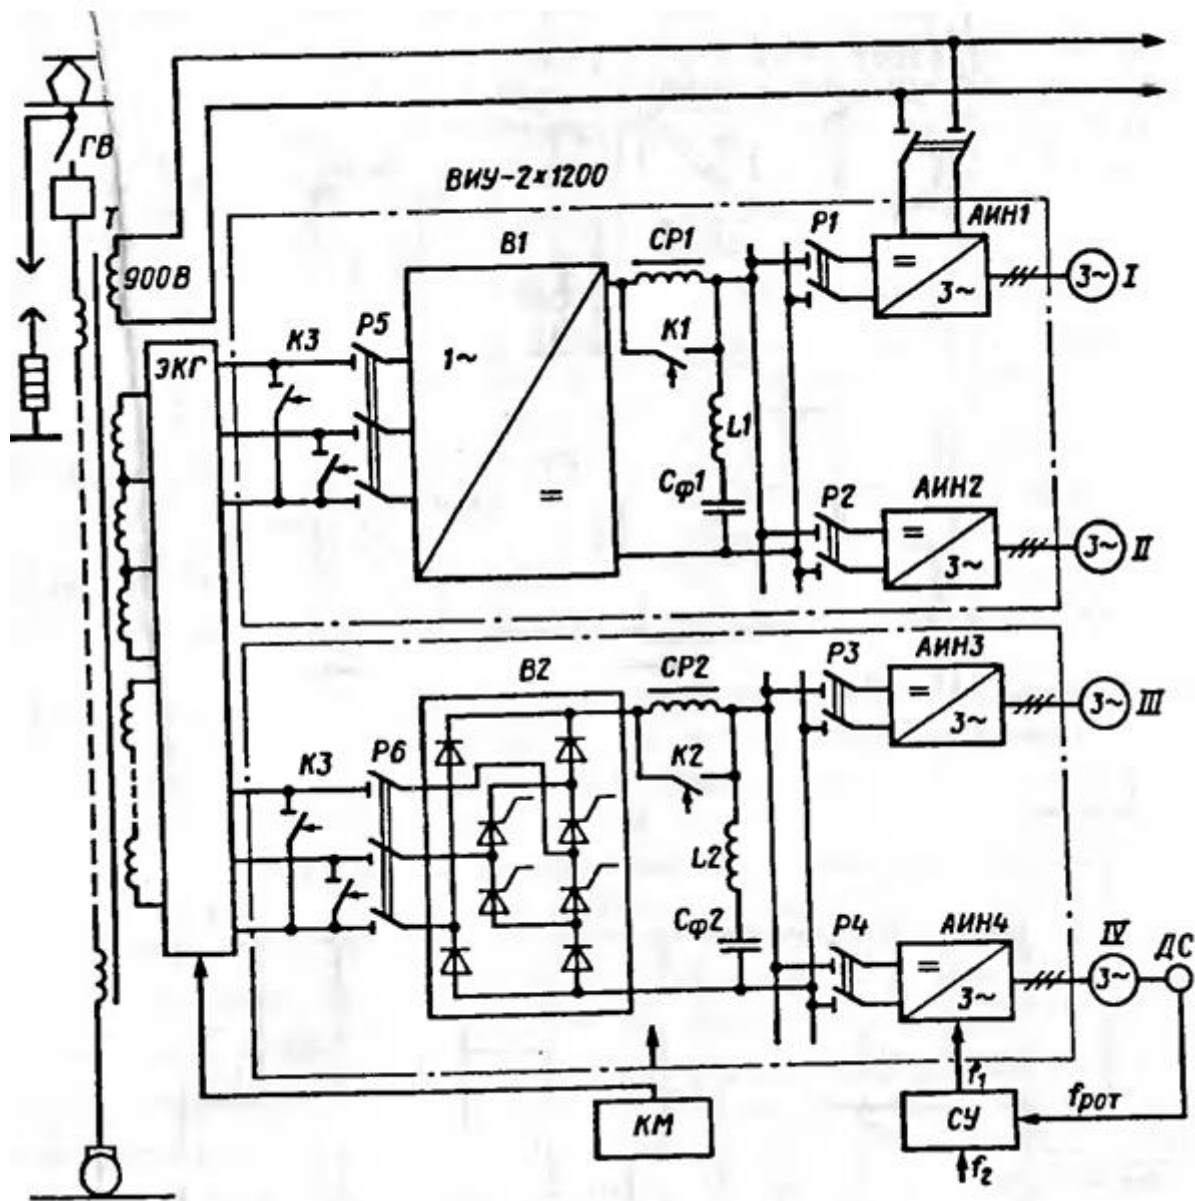 ГВ
ВИУ-2×1200
Т
900В
В1
СР1
Р1
АИН1
=
3~
3~ I
ЭКГ
К3
Р5
1~
=
К1
L1
Cф1
Р2
АИН2
=
3~
3~ II
В2
СР2
Р3
АИН3
=
3~
3~ III
К3
Р6
К2
L2
Cф2
Р4
АИН4
=
3~
IV
3~
ДС
f1
КМ
СУ
fрот
f2